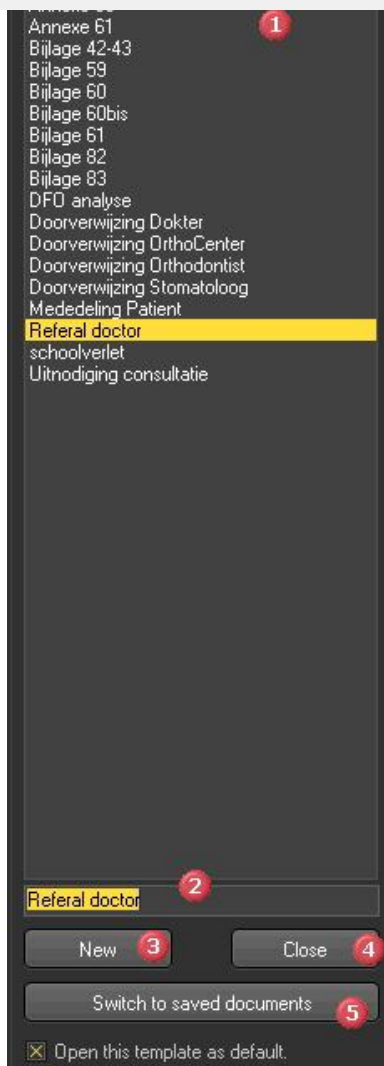 Annexe 61
Bijlage 42-43
Bijlage 59
Bijlage 60
Bijlage 60bis
Bijlage 61
Bijlage 82
Bijlage 83
DFO analyse
Doorverwijzing Dokter
Doorverwijzing OrthoCenter
Doorverwijzing Orthodontist
Doorverwijzing Stomatoloog
Mededeling Patient
Referal doctor
schoolverlet
Uitnodiging consultatie
1
2
Referal doctor
New 3 Close 4
Switch to saved documents 5
Open this template as default.